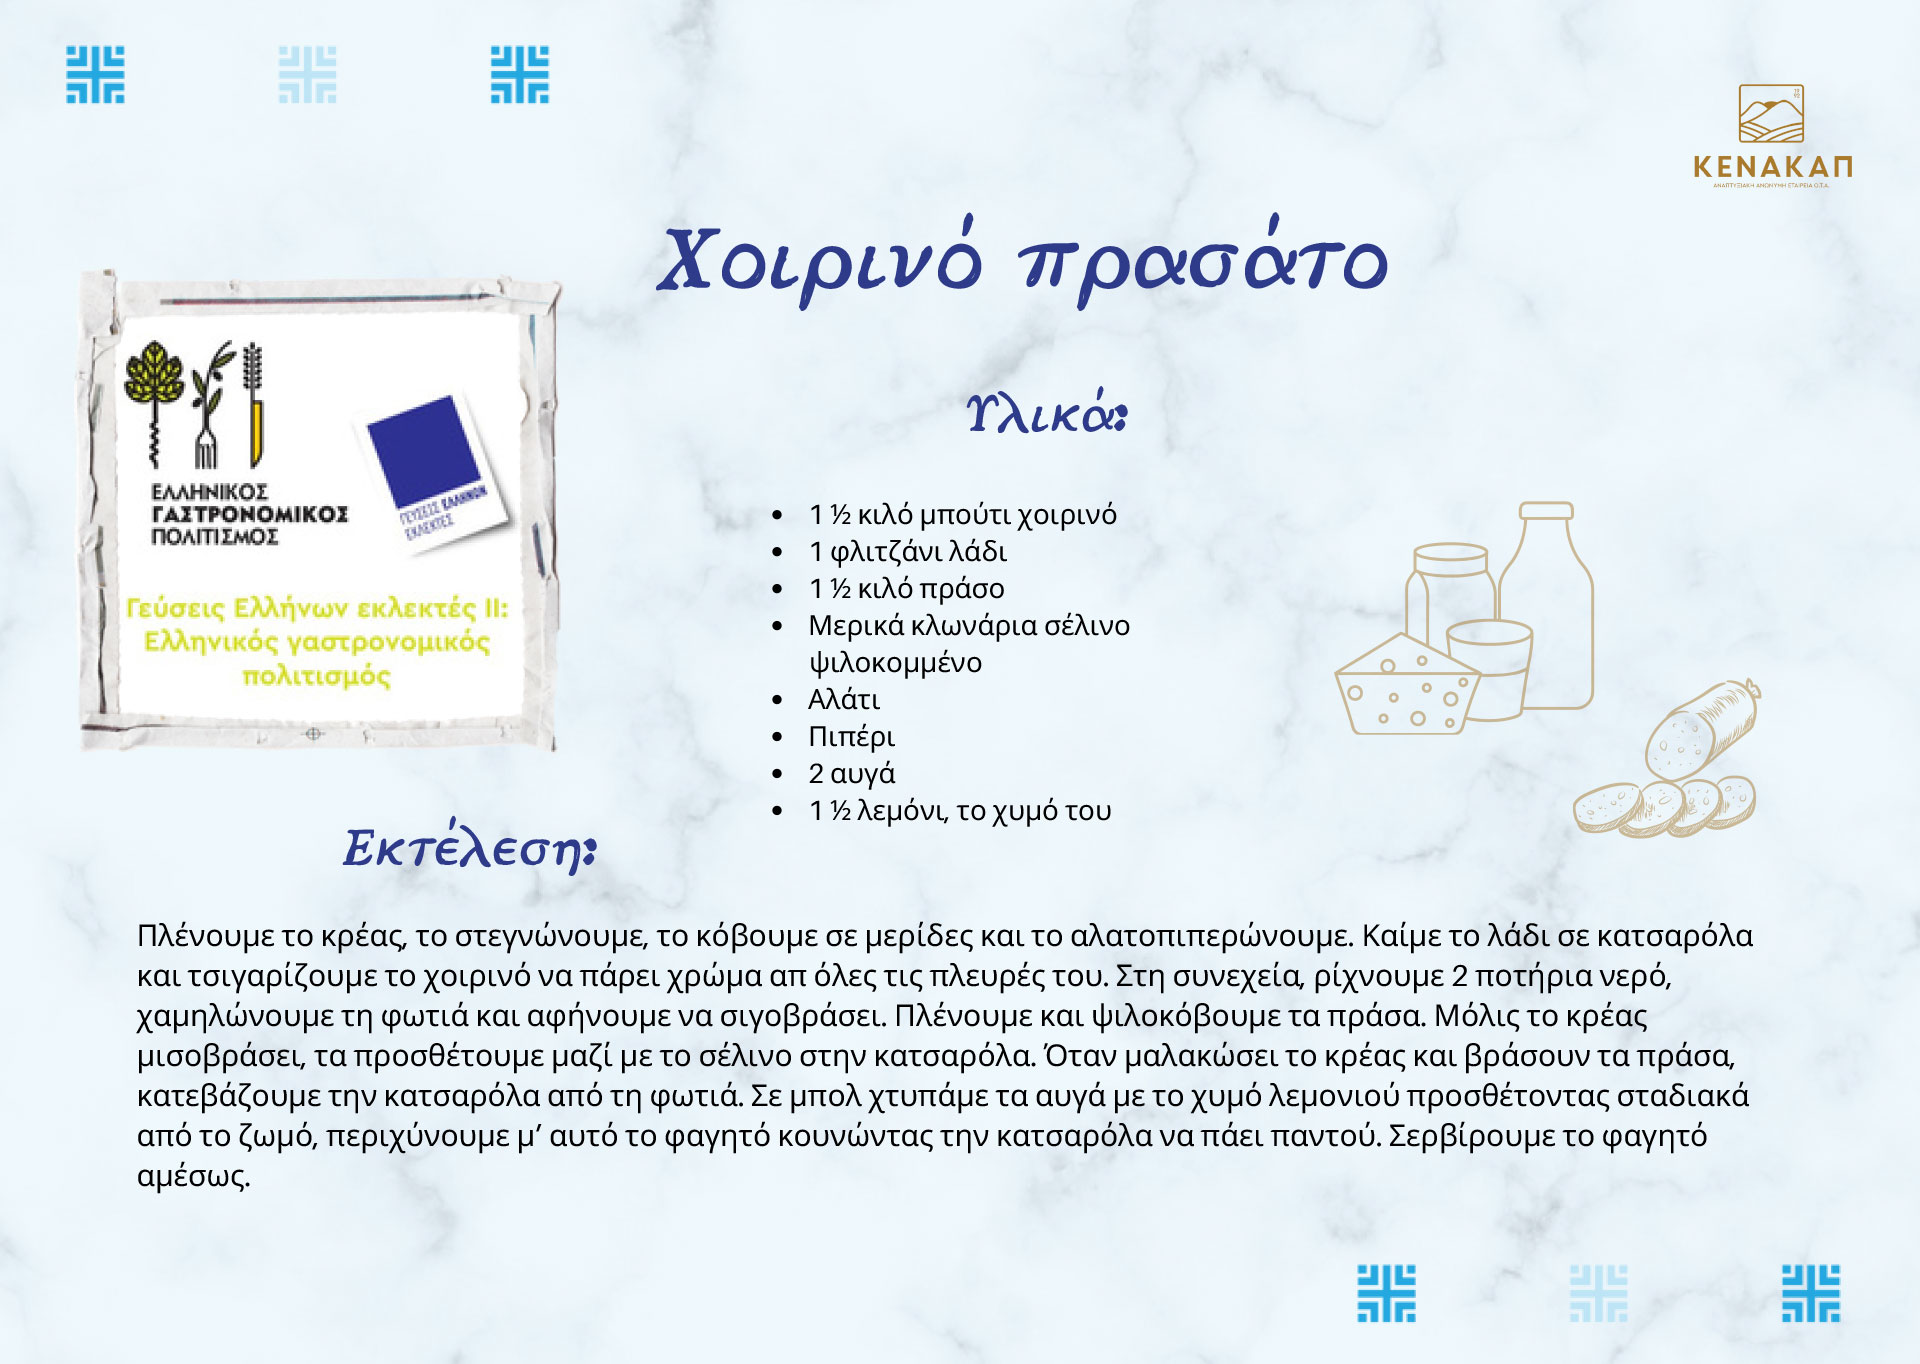 ΚΕΝΑΚΑΠ
ΑΝΑΠΤΥΞΙΑΚΗ ΑΝΩΝΥΜΗ ΕΤΑΙΡΕΙΑ Ο.Τ.Α.
Χοιρινό πρασάτο
ΕΛΛΗΝΙΚΟΣ
ΓΑΣΤΡΟΝΟΜΙΚΟΣ
ΠΟΛΙΤΙΣΜΟΣ
ΓΕΥΣΕΙΣ ΕΛΛΗΝΩΝ
ΕΚΛΕΚΤΕΣ
Γεύσεις Ελλήνων εκλεκτές ΙΙ:
Ελληνικός γαστρονομικός
πολιτισμός
Υλικά:
• 1 ½ κιλό μπούτι χοιρινό
• 1 φλιτζάνι λάδι
• 1 ½ κιλό πράσο
• Μερικά κλωνάρια σέλινο
ψιλοκομμένο
• Αλάτι
• Πιπέρι
• 2 αυγά
• 1 ½ λεμόνι, το χυμό του
Εκτέλεση:
Πλένουμε το κρέας, το στεγνώνουμε, το κόβουμε σε μερίδες και το αλατοπιπερώνουμε. Καίμε το λάδι σε κατσαρόλα
και τσιγαρίζουμε το χοιρινό να πάρει χρώμα απ όλες τις πλευρές του. Στη συνεχεία, ρίχνουμε 2 ποτήρια νερό,
χαμηλώνουμε τη φωτιά και αφήνουμε να σιγοβράσει. Πλένουμε και ψιλοκόβουμε τα πράσα. Μόλις το κρέας
μισοβράσει, τα προσθέτουμε μαζί με το σέλινο στην κατσαρόλα. Όταν μαλακώσει το κρέας και βράσουν τα πράσα,
κατεβάζουμε την κατσαρόλα από τη φωτιά. Σε μπολ χτυπάμε τα αυγά με το χυμό λεμονιού προσθέτοντας σταδιακά
από το ζωμό, περιχύνουμε μ’ αυτό το φαγητό κουνώντας την κατσαρόλα να πάει παντού. Σερβίρουμε το φαγητό
αμέσως.